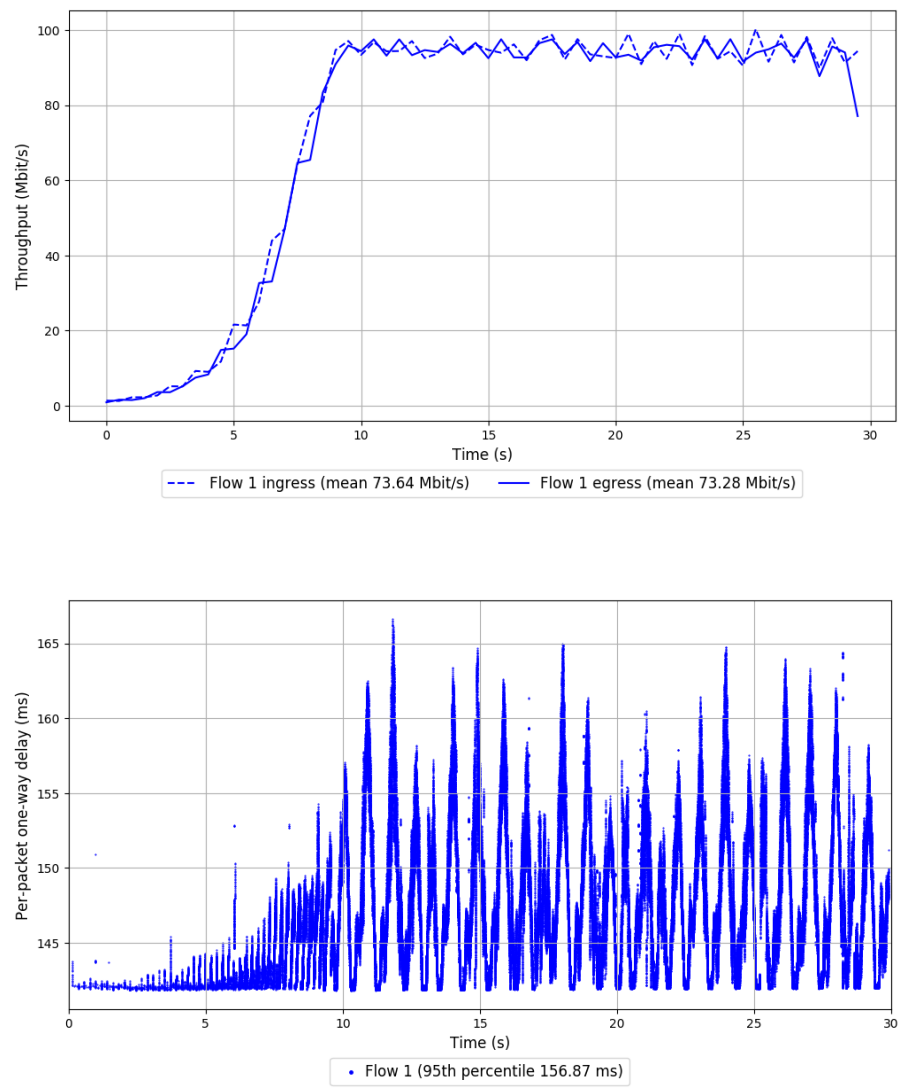 Throughput (Mbit/s)
100
80
60
40
20
0
0 5 10 15 20 25 30
Time (s)
Flow 1 ingress (mean 73.64 Mbit/s) Flow 1 egress (mean 73.28 Mbit/s)
Per-packet one-way delay (ms)
165
160
155
150
145
0 5 10 15 20 25 30
Time (s)
Flow 1 (95th percentile 156.87 ms)